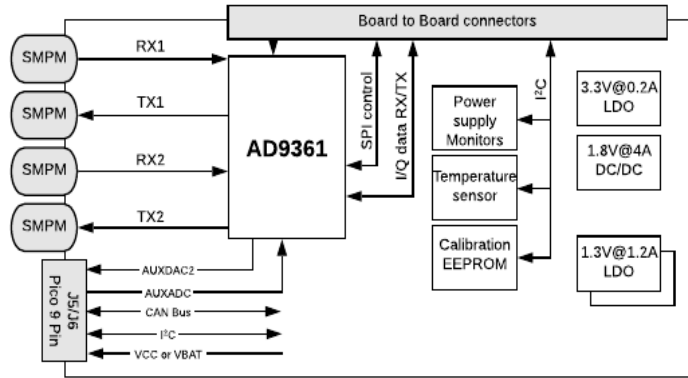 Board to Board connectors
SMPM
RX1
SMPM
TX1
SMPM
RX2
SMPM
TX2
AD9361
SPI control
I/Q data RX/TX
I²C
Power
supply
Monitors
Temperature
sensor
Calibration
EEPROM
3.3V@0.2A
LDO
1.8V@4A
DC/DC
1.3V@1.2A
LDO
J5/J6
Pico 9 Pin
AUXDAC2
AUXADC
CAN Bus
I²C
VCC or VBAT